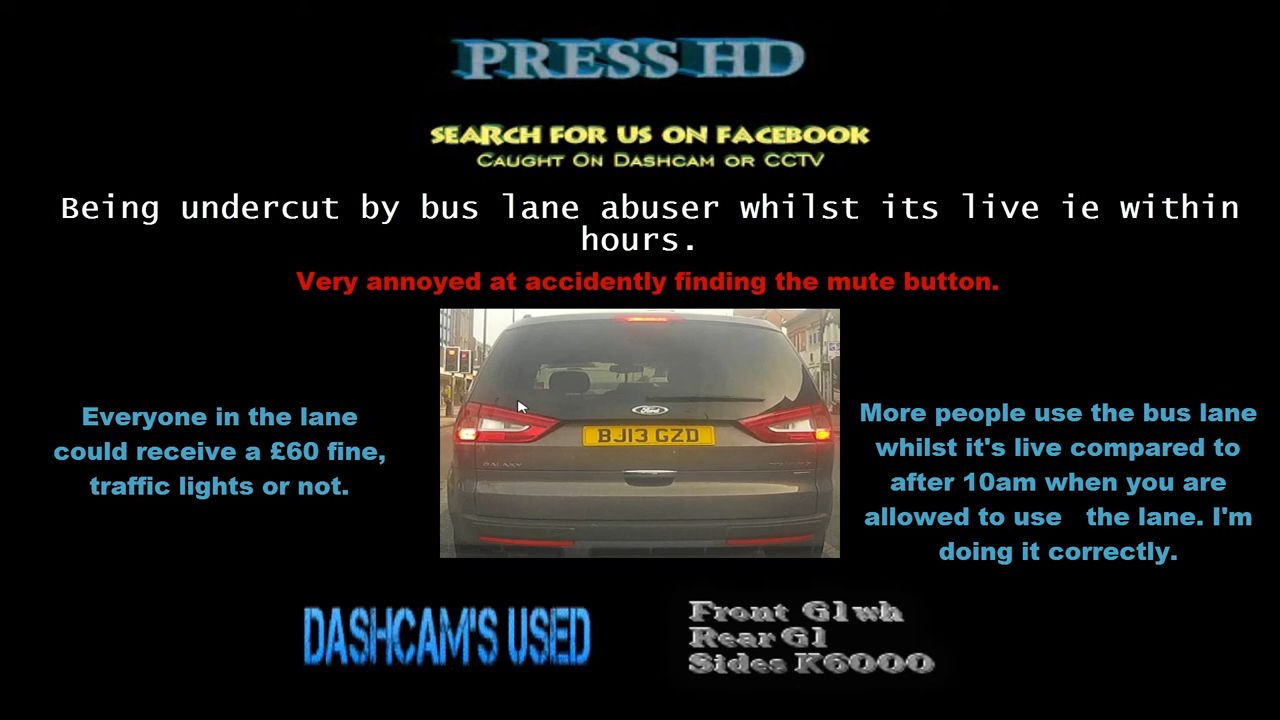 PRESS HD
SEARCH FOR US ON FACEBOOK
CAUGHT ON DASHCAM OR CCTV
Being undercut by bus lane abuser whilst its live ie within
hours.
Very annoyed at accidently finding the mute button.
Everyone in the lane
could receive a £60 fine,
traffic lights or not.
Ford
BJ13 GZD
GALAXY
More people use the bus lane
whilst it's live compared to
after 10am when you are
allowed to use the lane. I'm
doing it correctly.
DASHCAM'S USED
Front G1wh
Rear G1
Sides K6000